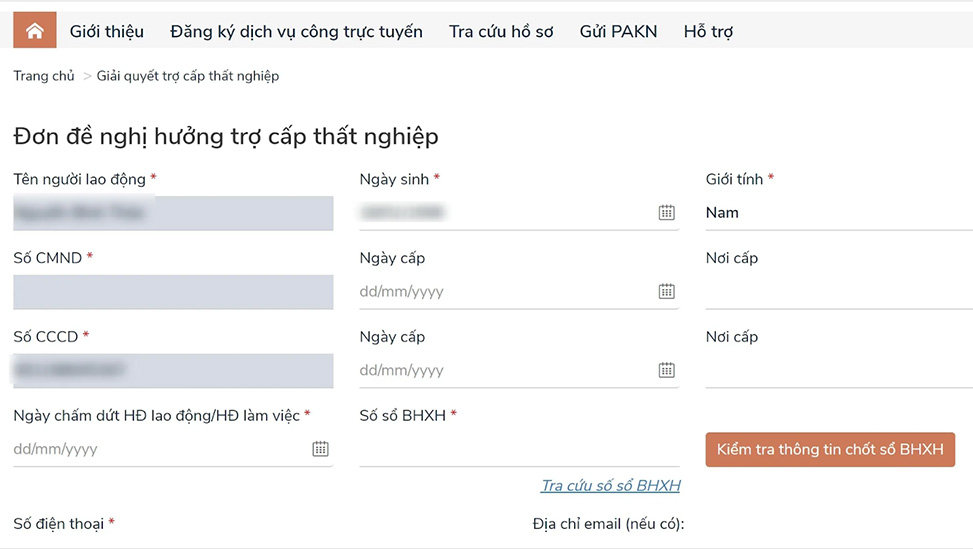 Giới thiệu Đăng ký dịch vụ công trực tuyến Tra cứu hồ sơ Gửi PAKN Hỗ trợ
Trang chủ > Giải quyết trợ cấp thất nghiệp
Đơn đề nghị hưởng trợ cấp thất nghiệp
Tên người lao động * Ngày sinh * Giới tính *
Nam
Số CMND * Ngày cấp Nơi cấp
dd/mm/yyyy
Số CCCD * Ngày cấp Nơi cấp
dd/mm/yyyy
Ngày chấm dứt HĐ lao động/HĐ làm việc * Số sổ BHXH *
dd/mm/yyyy Kiểm tra thông tin chốt sổ BHXH
Tra cứu số sổ BHXH
Số điện thoại * Địa chỉ email (nếu có):